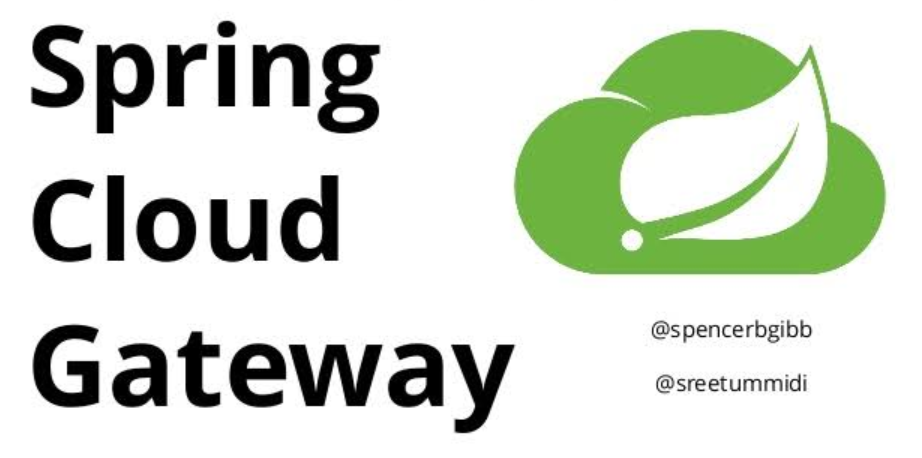 Spring
Cloud
Gateway
@spencerbgibb
@sreetummidi